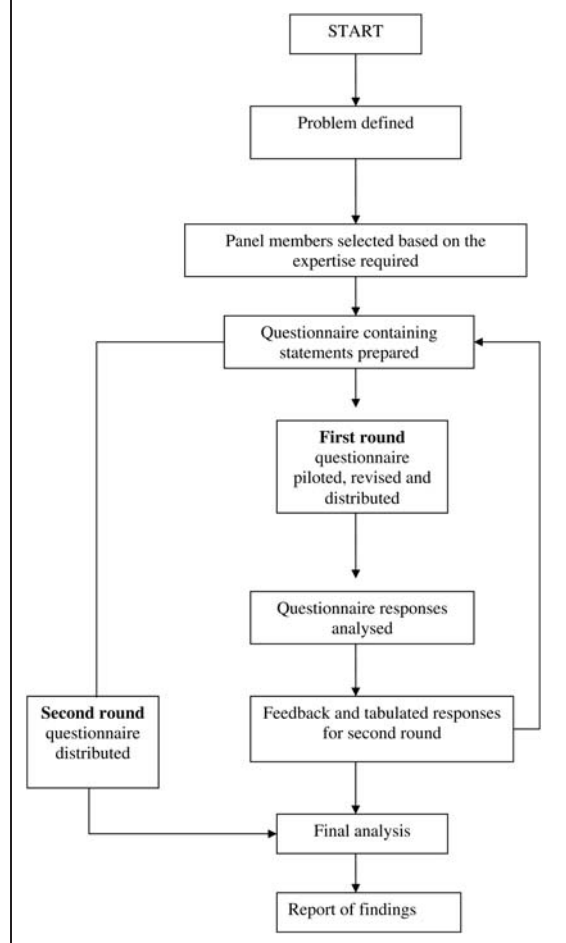 START
Problem defined
Panel members selected based on the
expertise required
Questionnaire containing
statements prepared
First round
questionnaire
piloted, revised and
distributed
Questionnaire responses
analysed
Second round
questionnaire
distributed
Feedback and tabulated responses
for second round
Final analysis
Report of findings